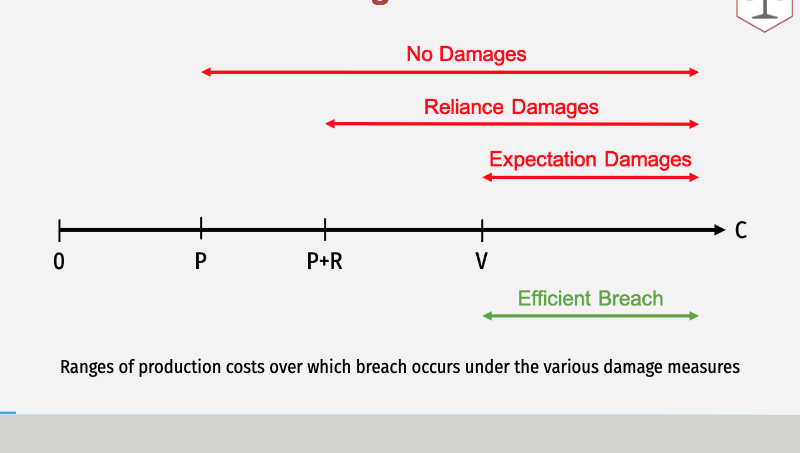 No Damages
Reliance Damages
Expectation Damages
C
0 P P+R V
Efficient Breach
Ranges of production costs over which breach occurs under the various damage measures